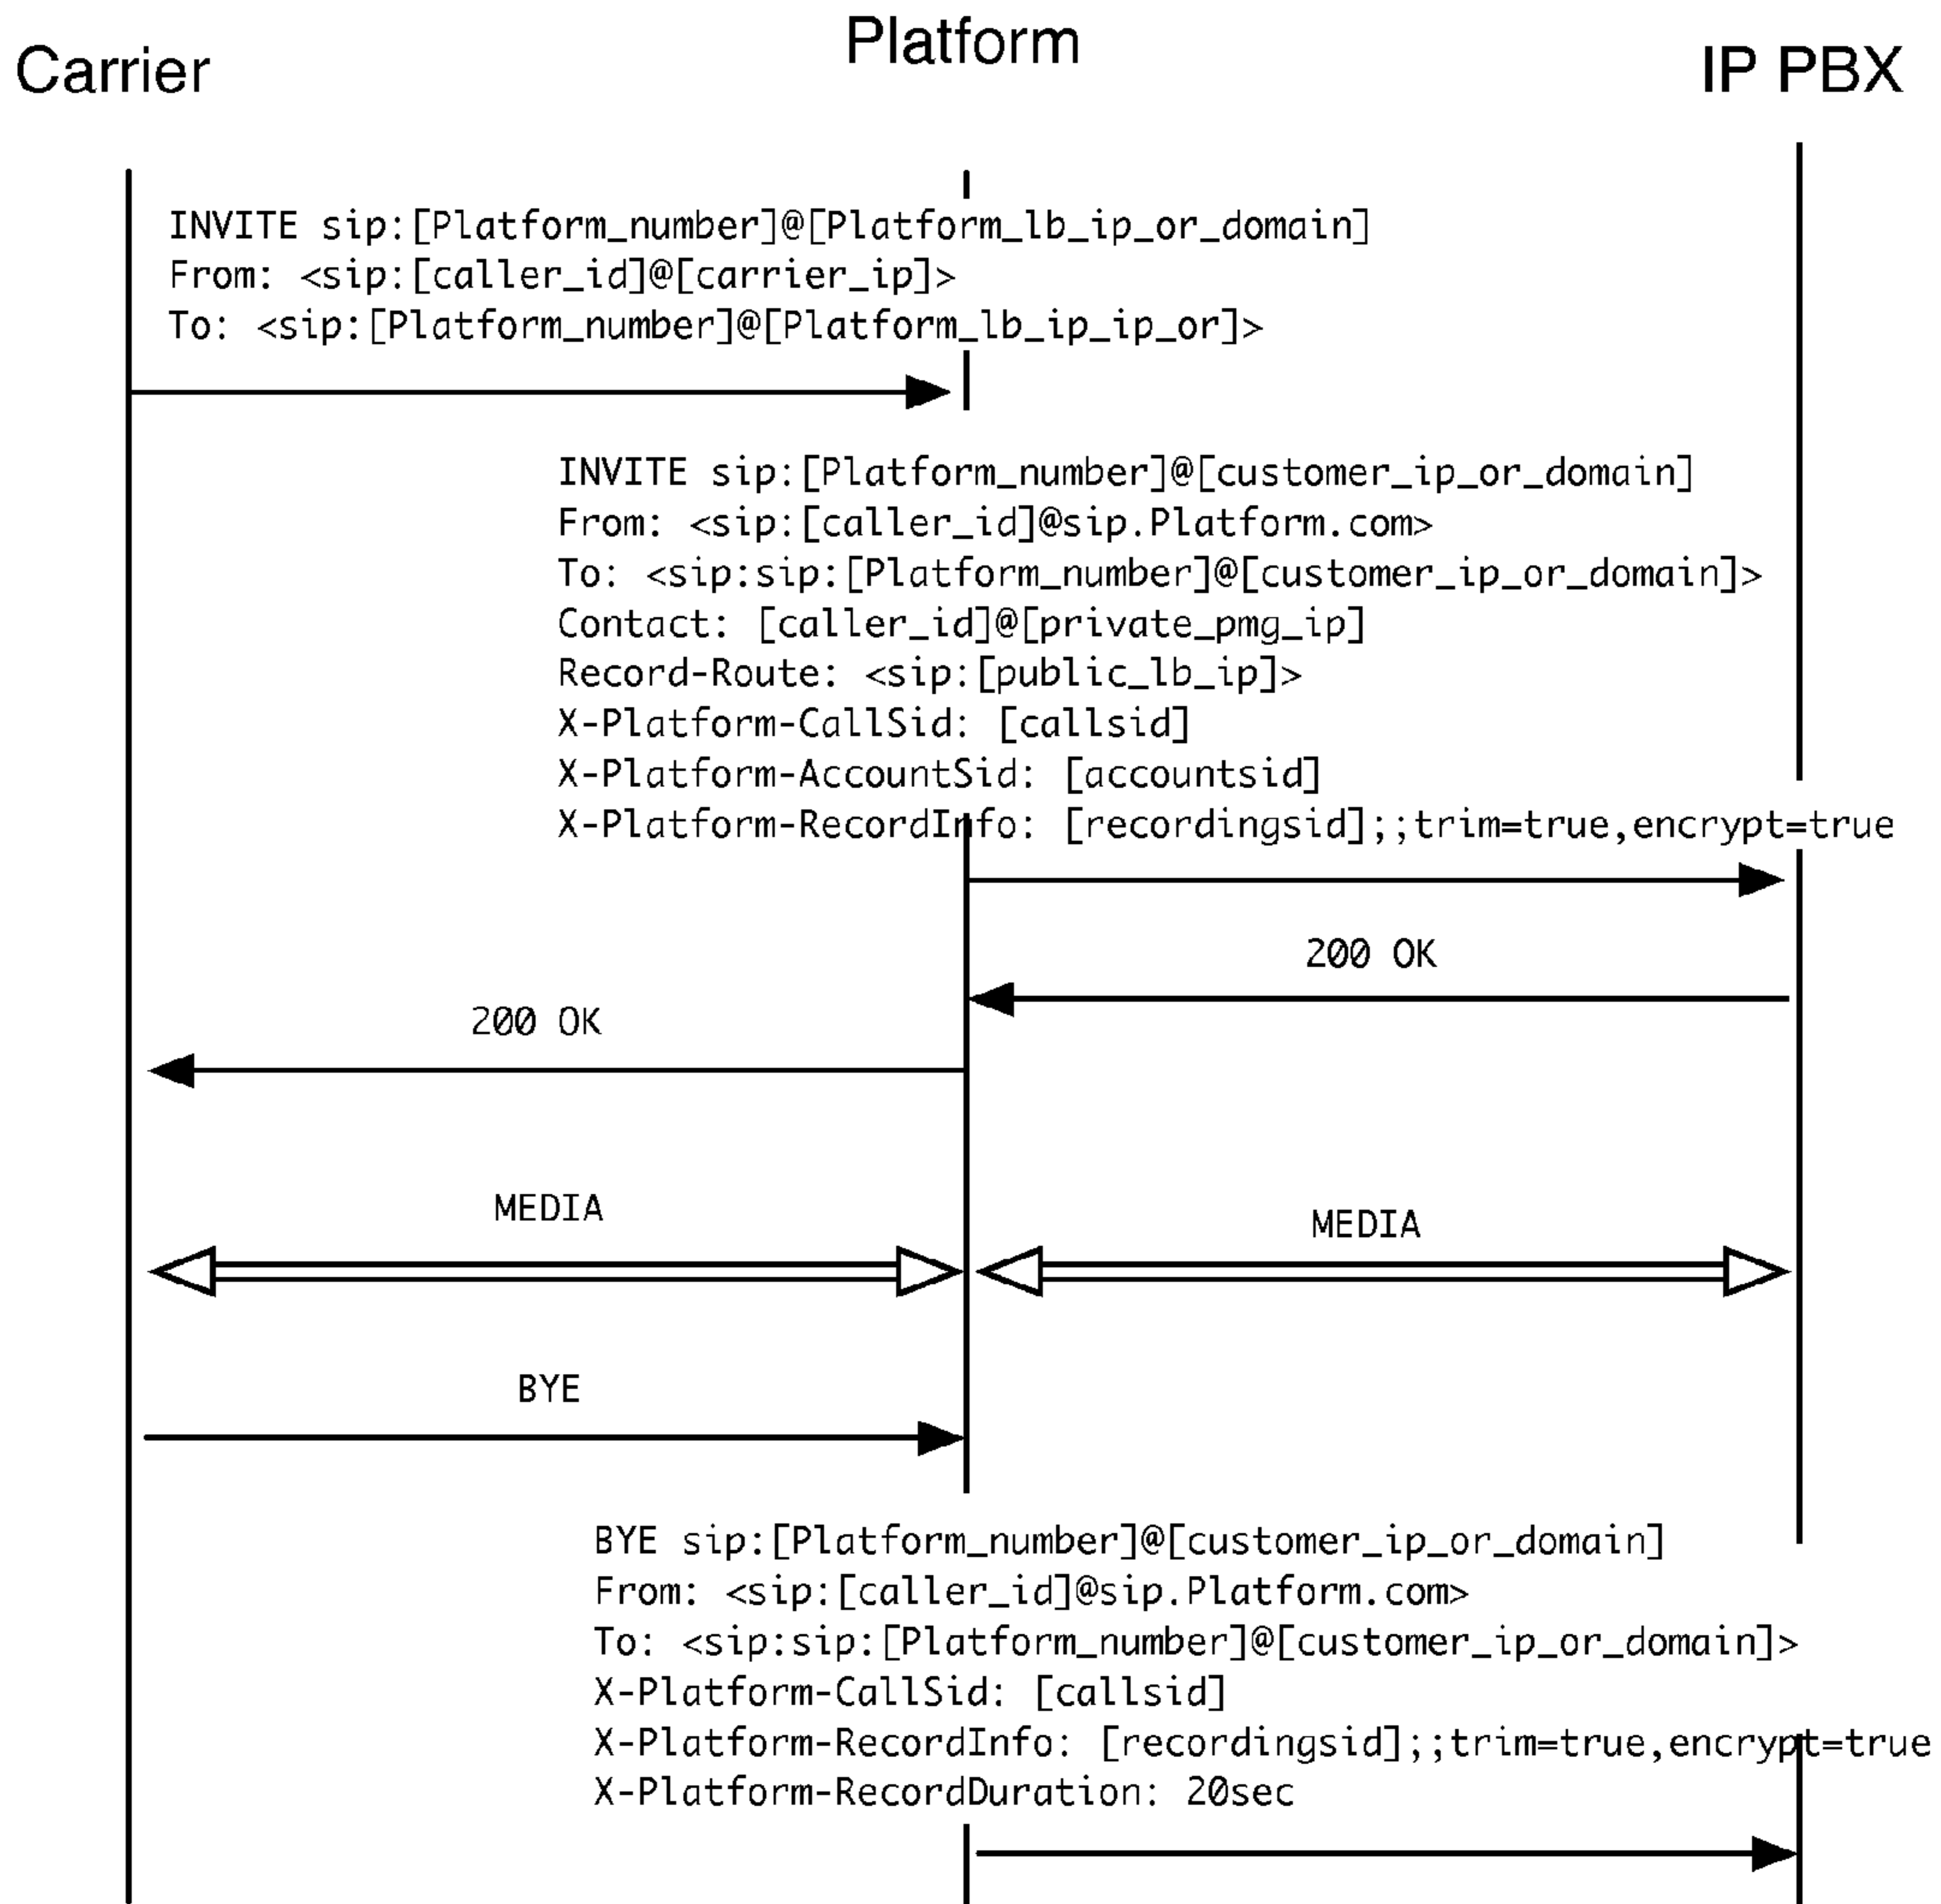 Carrier
Platform
IP PBX
INVITE sip:[Platform_number]@[Platform_lb_ip_or_domain]
From: <sip:[caller_id]@[carrier_ip]>
To: <sip:[Platform_number]@[Platform_lb_ip_ip_or]>
INVITE sip:[Platform_number]@[customer_ip_or_domain]
From: <sip:[caller_id]@sip.Platform.com>
To: <sip:sip:[Platform_number]@[customer_ip_or_domain]>
Contact: [caller_id]@[private_pmg_ip]
Record-Route: <sip:[public_lb_ip]>
X-Platform-CallSid: [callsid]
X-Platform-AccountSid: [accountsid]
X-Platform-RecordInfo: [recordingsid];;trim=true,encrypt=true
200 OK
200 OK
MEDIA
MEDIA
BYE
BYE sip:[Platform_number]@[customer_ip_or_domain]
From: <sip:[caller_id]@sip.Platform.com>
To: <sip:sip:[Platform_number]@[customer_ip_or_domain]>
X-Platform-CallSid: [callsid]
X-Platform-RecordInfo: [recordingsid];;trim=true,encrypt=true
X-Platform-RecordDuration: 20sec